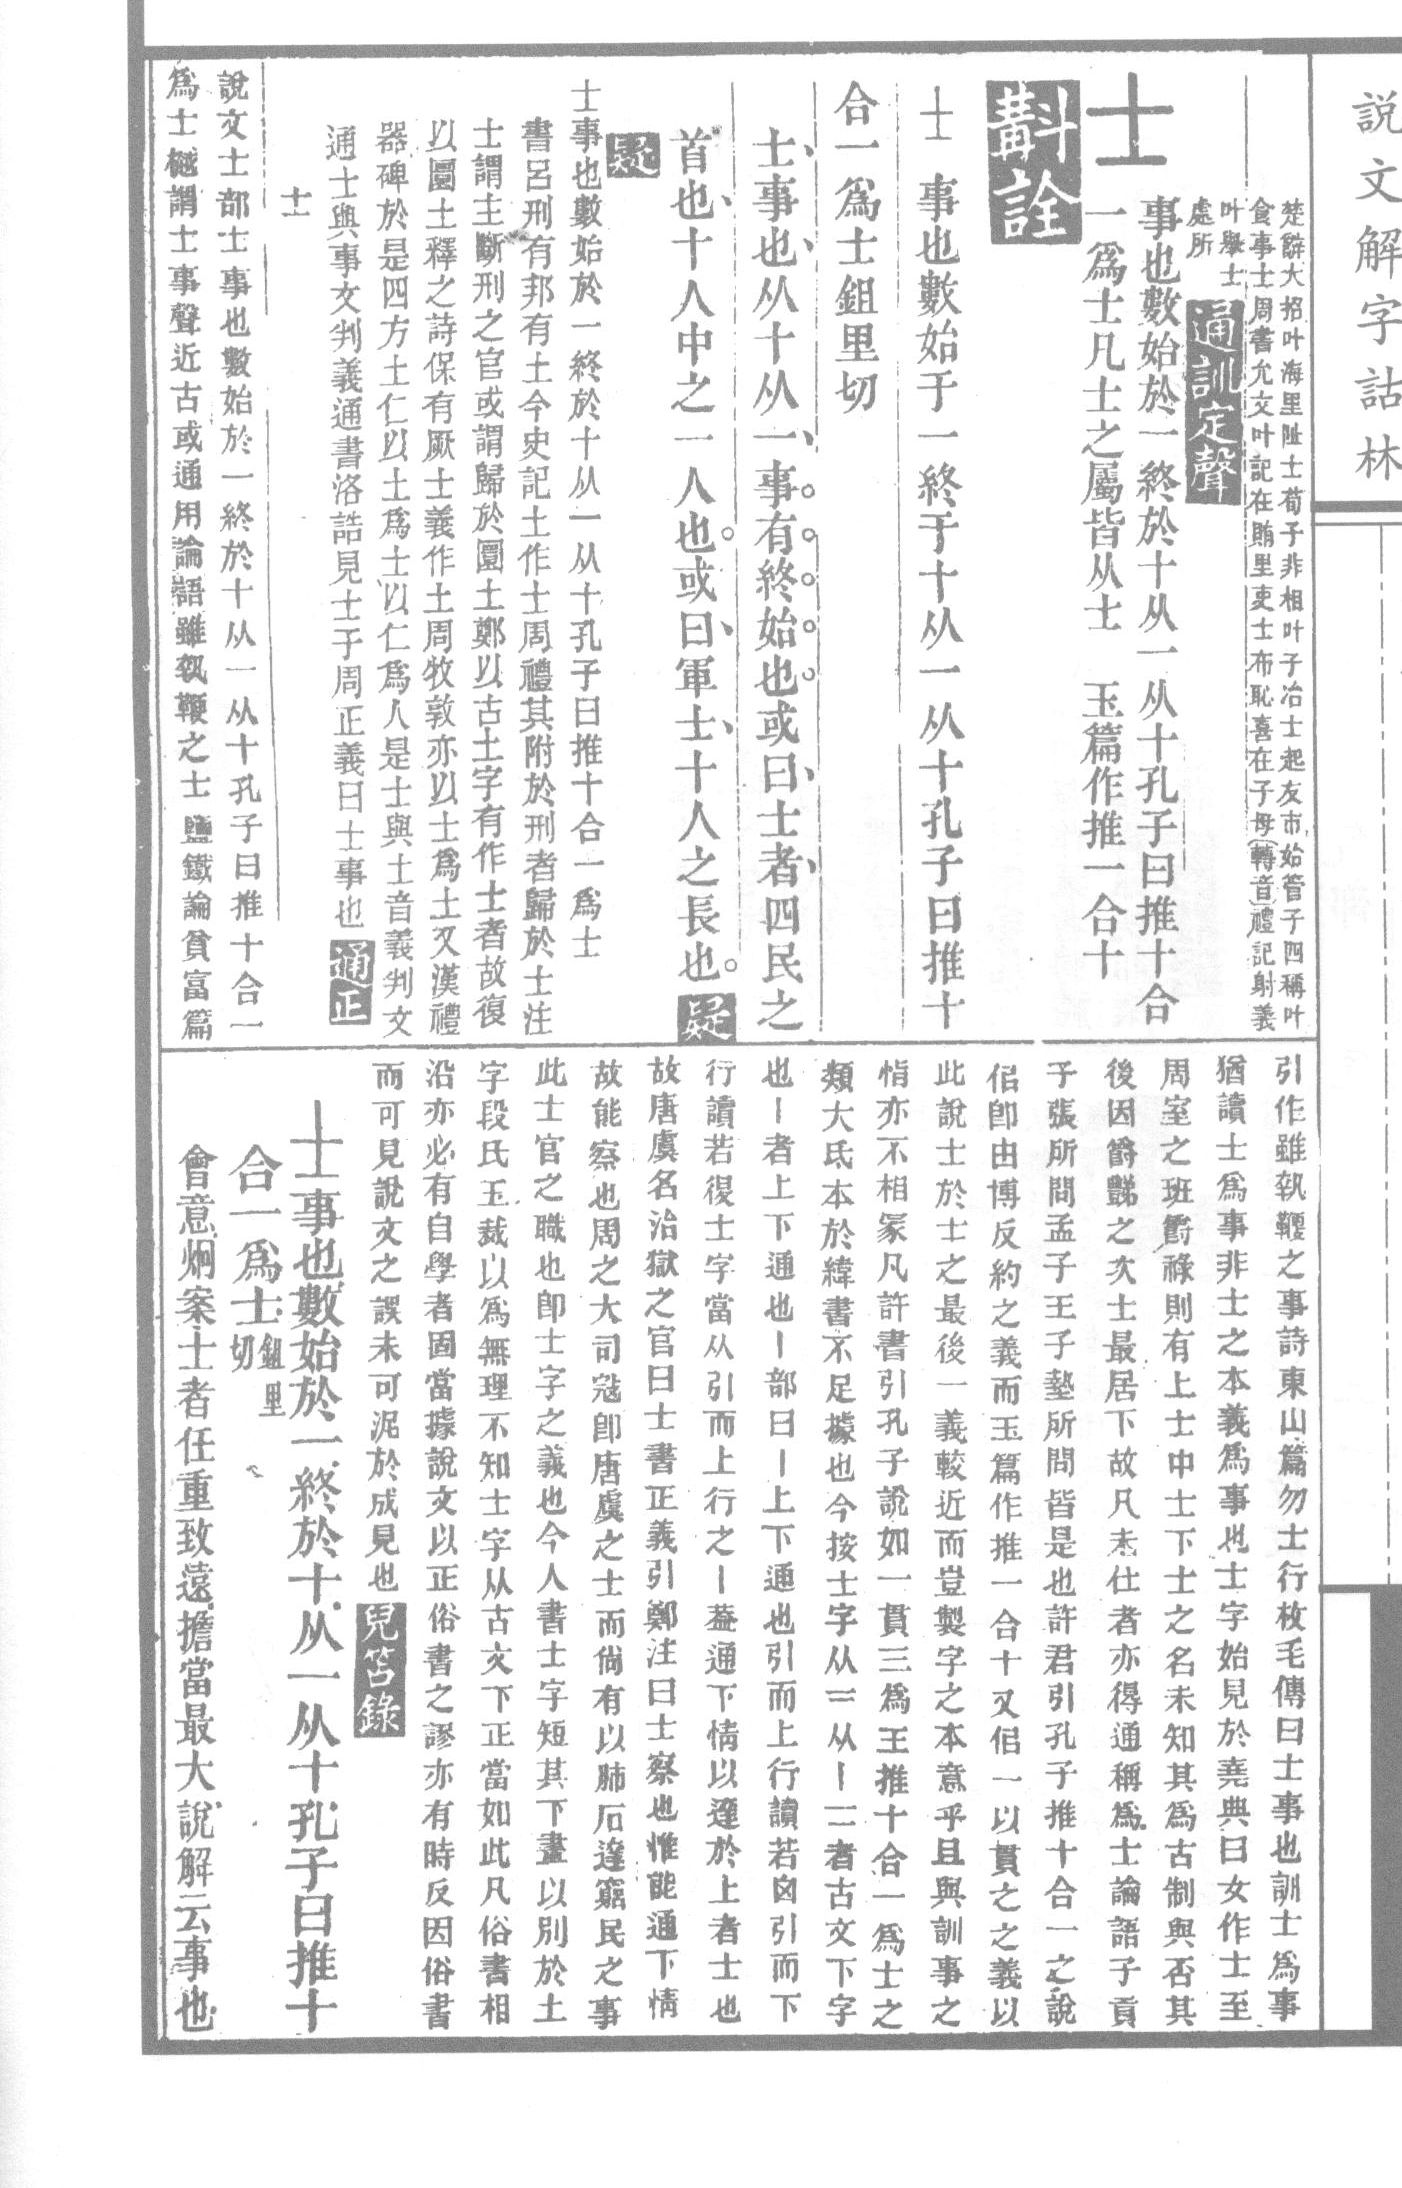 說文解字詁林
楚辭大招叶海里阯士荀子非相叶子治士起友市始管子四稱叶
食事士周書允文叶記在賄里吏士布恥喜在子母(轉音)禮記射義
叶舉士
處所
通訓定聲
士
事也數始於一終於十从一从十孔子曰推十合
一爲士凡士之屬皆从士 玉篇作推一合十
斠詮
士 事也數始于一終于十从一从十孔子曰推十
合一爲士鉏里切
士事也从十从一事有終始也或曰士者四民之
首也十人中之一人也或曰軍士十人之長也
疑
疑
士事也數始於一終於十从一从十孔子曰推十合一爲士
書呂刑有邦有土今史記土作士周禮其附於刑者歸於士注
士謂主斷刑之官或謂歸於圜土鄭以古土字有作士者故復
以圜土釋之詩保有厥士義作土周牧敦亦以士爲土又漢禮
器碑於是四方土仁以土爲士以仁爲人是士與土音義判文
通士與事文判義通書洛誥見士于周正義曰士事也
通正
士
說文士部士事也數始於一終於十从一从十孔子曰推十合一
爲士樾謂士事聲近古或通用論語雖執鞭之士鹽鐵論貧富篇
引作雖執鞭之事詩東山篇勿士行枚毛傳曰士事也訓士爲事
猶讀士爲事非士之本義爲事也士字始見於堯典曰女作士至
周室之班爵祿則有上士中士下士之名未知其爲古制與否其
後因爵豑之次士最居下故凡未仕者亦得通稱爲士論語子貢
子張所問孟子王子墊所問皆是也許君引孔子推十合一之說
佀卽由博反約之義而玉篇作推一合十又佀一以貫之之義以
此說士於士之最後一義較近而豈製字之本意乎且與訓事之
恉亦不相冡凡許書引孔子說如一貫三爲王推十合一爲士之
類大氐本於緯書不足據也今按士字从二从丨二者古文下字
也丨者上下通也丨部曰丨上下通也引而上行讀若囟引而下
行讀若復士字當从引而上行之丨葢通下情以達於上者士也
故唐虞名治獄之官曰士書正義引鄭注曰士察也惟能通下情
故能察也周之大司寇卽唐虞之士而尙有以肺石達窮民之事
此士官之職也卽士字之義也今人書士字短其下畫以別於土
字段氏玉裁以爲無理不知士字从古文下正當如此凡俗書相
沿亦必有自學者固當據說文以正俗書之謬亦有時反因俗書
而可見說文之誤未可泥於成見也
兒笘錄
士事也數始於一終於十从一从十孔子曰推十
合一爲士鉏里切
會意炯案士者任重致遠擔當最大說解云事也